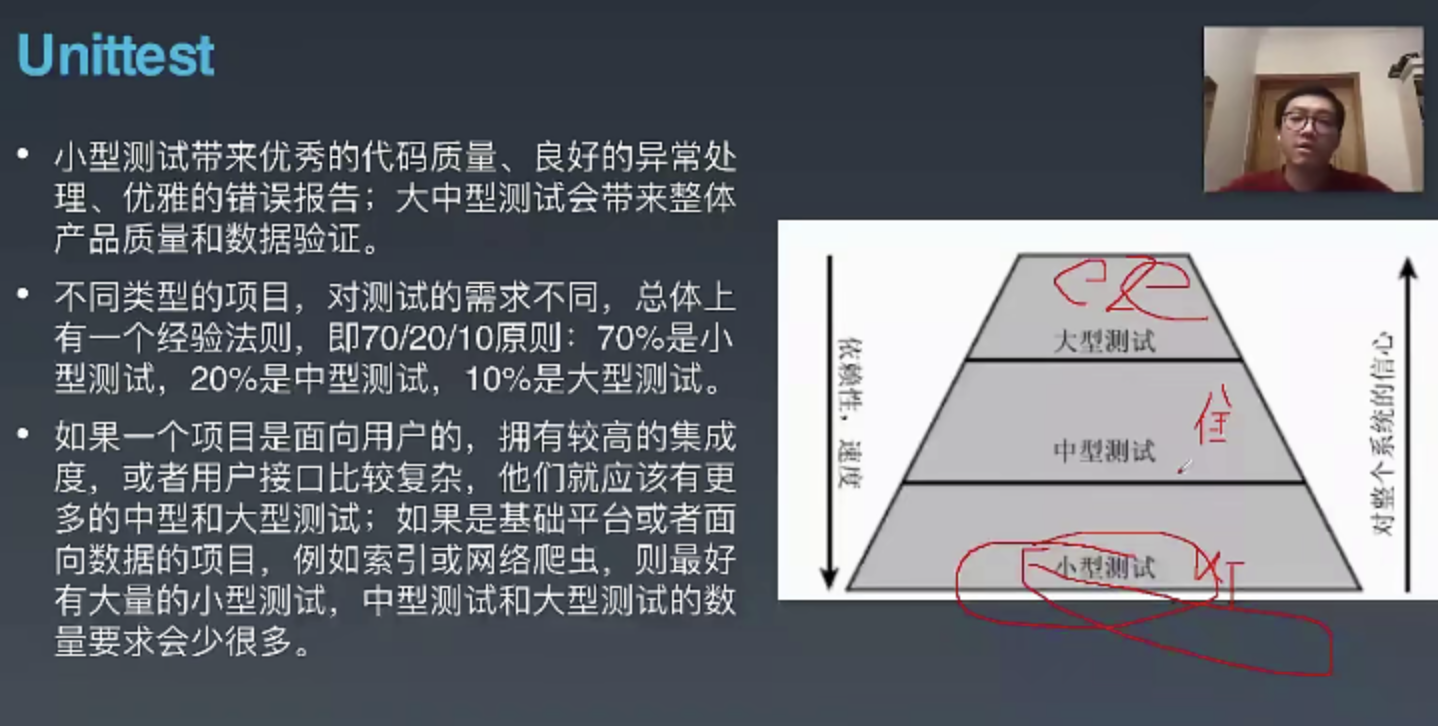 Unittest
• 小型测试带来优秀的代码质量、良好的异常处
理、优雅的错误报告；大中型测试会带来整体
产品质量和数据验证。
• 不同类型的项目，对测试的需求不同，总体上
有一个经验法则，即70/20/10原则：70%是小
型测试，20%是中型测试，10%是大型测试。
• 如果一个项目是面向用户的，拥有较高的集成
度，或者用户接口比较复杂，他们就应该有更
多的中型和大型测试；如果是基础平台或者面
向数据的项目，例如索引或网络爬虫，则最好
有大量的小型测试，中型测试和大型测试的数
量要求会少很多。
依赖性，速度
大型测试
中型测试
小型测试
对整个系统的信心